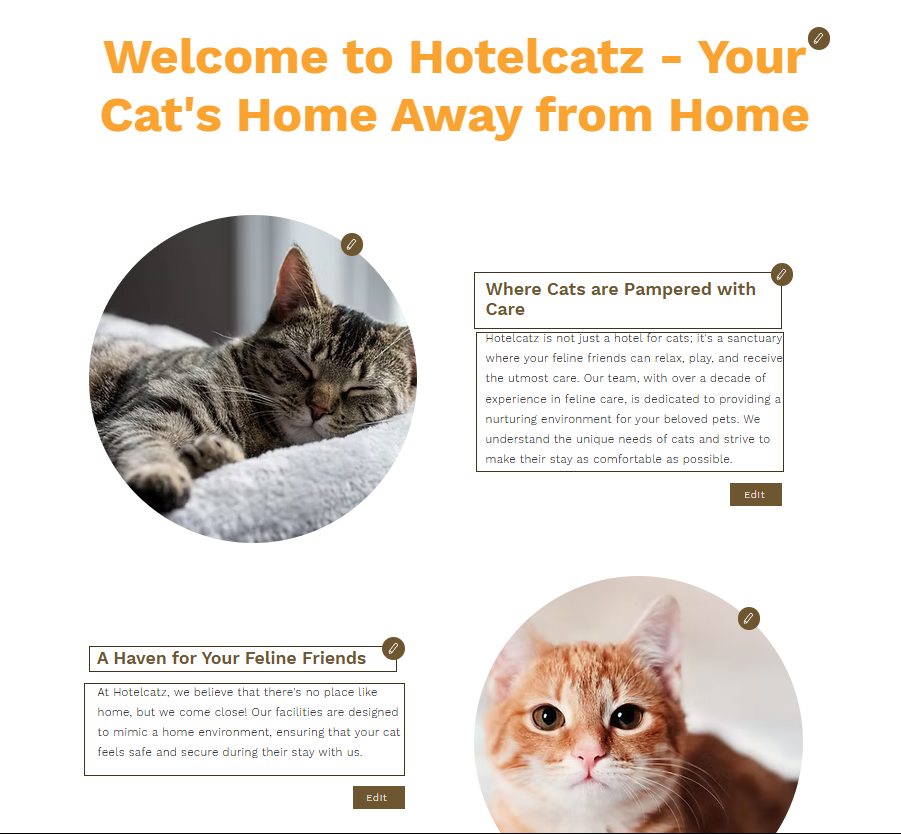 Welcome to Hotelcatz - Your
Cat's Home Away from Home
Where Cats are Pampered with
Care
Hotelcatz is not just a hotel for cats; it's a sanctuary
where your feline friends can relax, play, and receive
the utmost care. Our team, with over a decade of
experience in feline care, is dedicated to providing a
nurturing environment for your beloved pets. We
understand the unique needs of cats and strive to
make their stay as comfortable as possible.
EdIt
A Haven for Your Feline Friends
At Hotelcatz, we believe that there's no place like
home, but we come close! Our facilities are designed
to mimic a home environment, ensuring that your cat
feels safe and secure during their stay with us.
EdIt